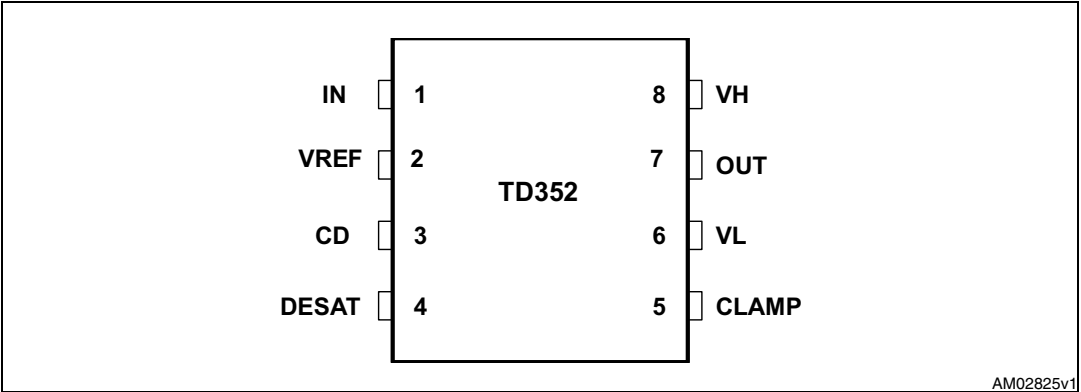 IN 1 8 VH
VREF 2 7 OUT
TD352
CD 3 6 VL
DESAT 4 5 CLAMP
AM02825v1